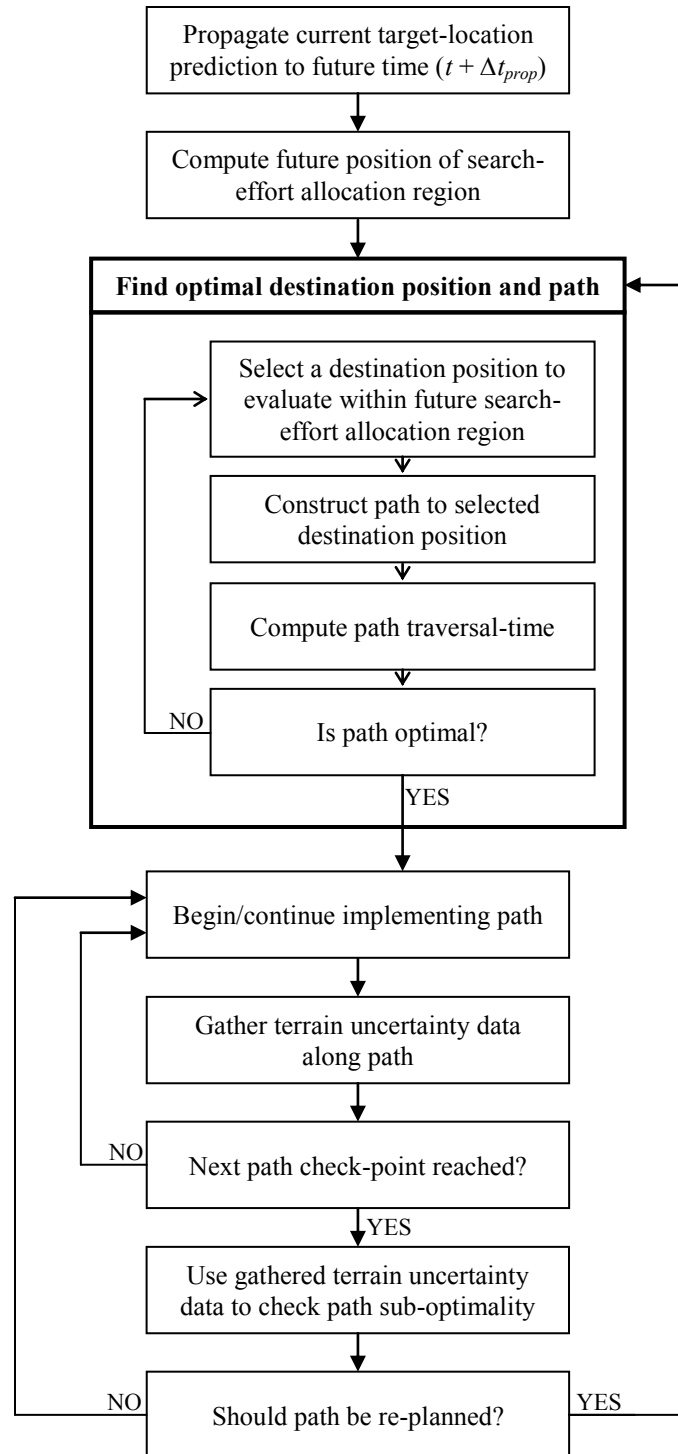 Propagate current target-location
prediction to future time (t + Δt_prop)
Compute future position of search-
effort allocation region
Find optimal destination position and path
Select a destination position to
evaluate within future search-
effort allocation region
Construct path to selected
destination position
Compute path traversal-time
NO
Is path optimal?
YES
Begin/continue implementing path
Gather terrain uncertainty data
along path
NO
Next path check-point reached?
YES
Use gathered terrain uncertainty
data to check path sub-optimality
NO
Should path be re-planned?
YES